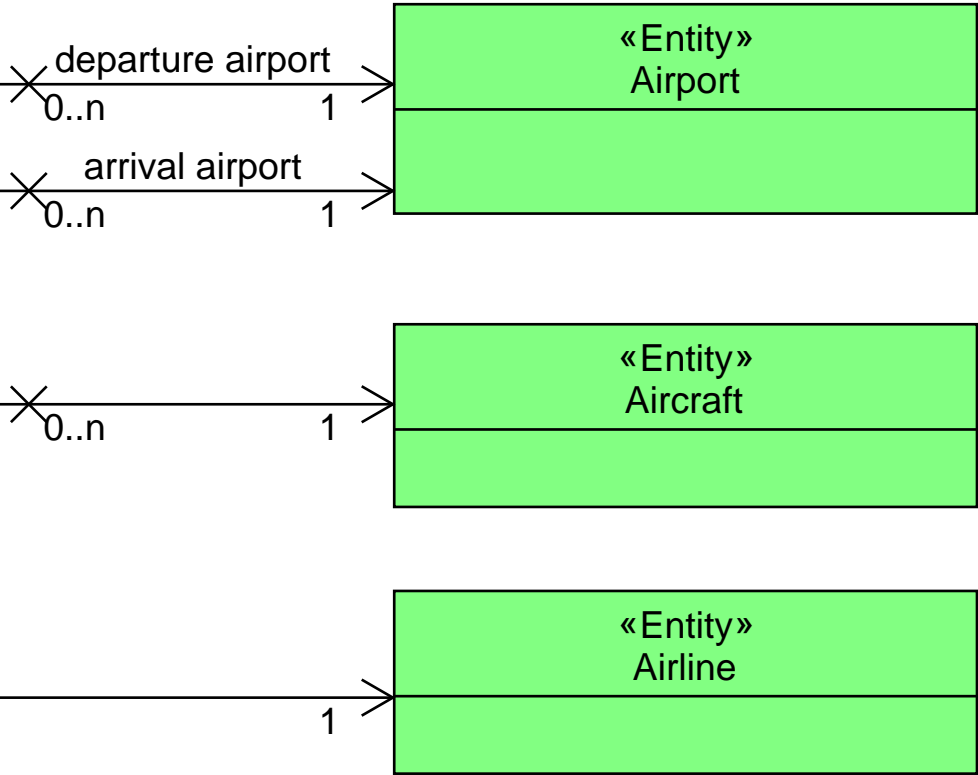 departure airport
0..n 1
arrival airport
0..n 1
«Entity»
Airport
0..n 1
«Entity»
Aircraft
1
«Entity»
Airline